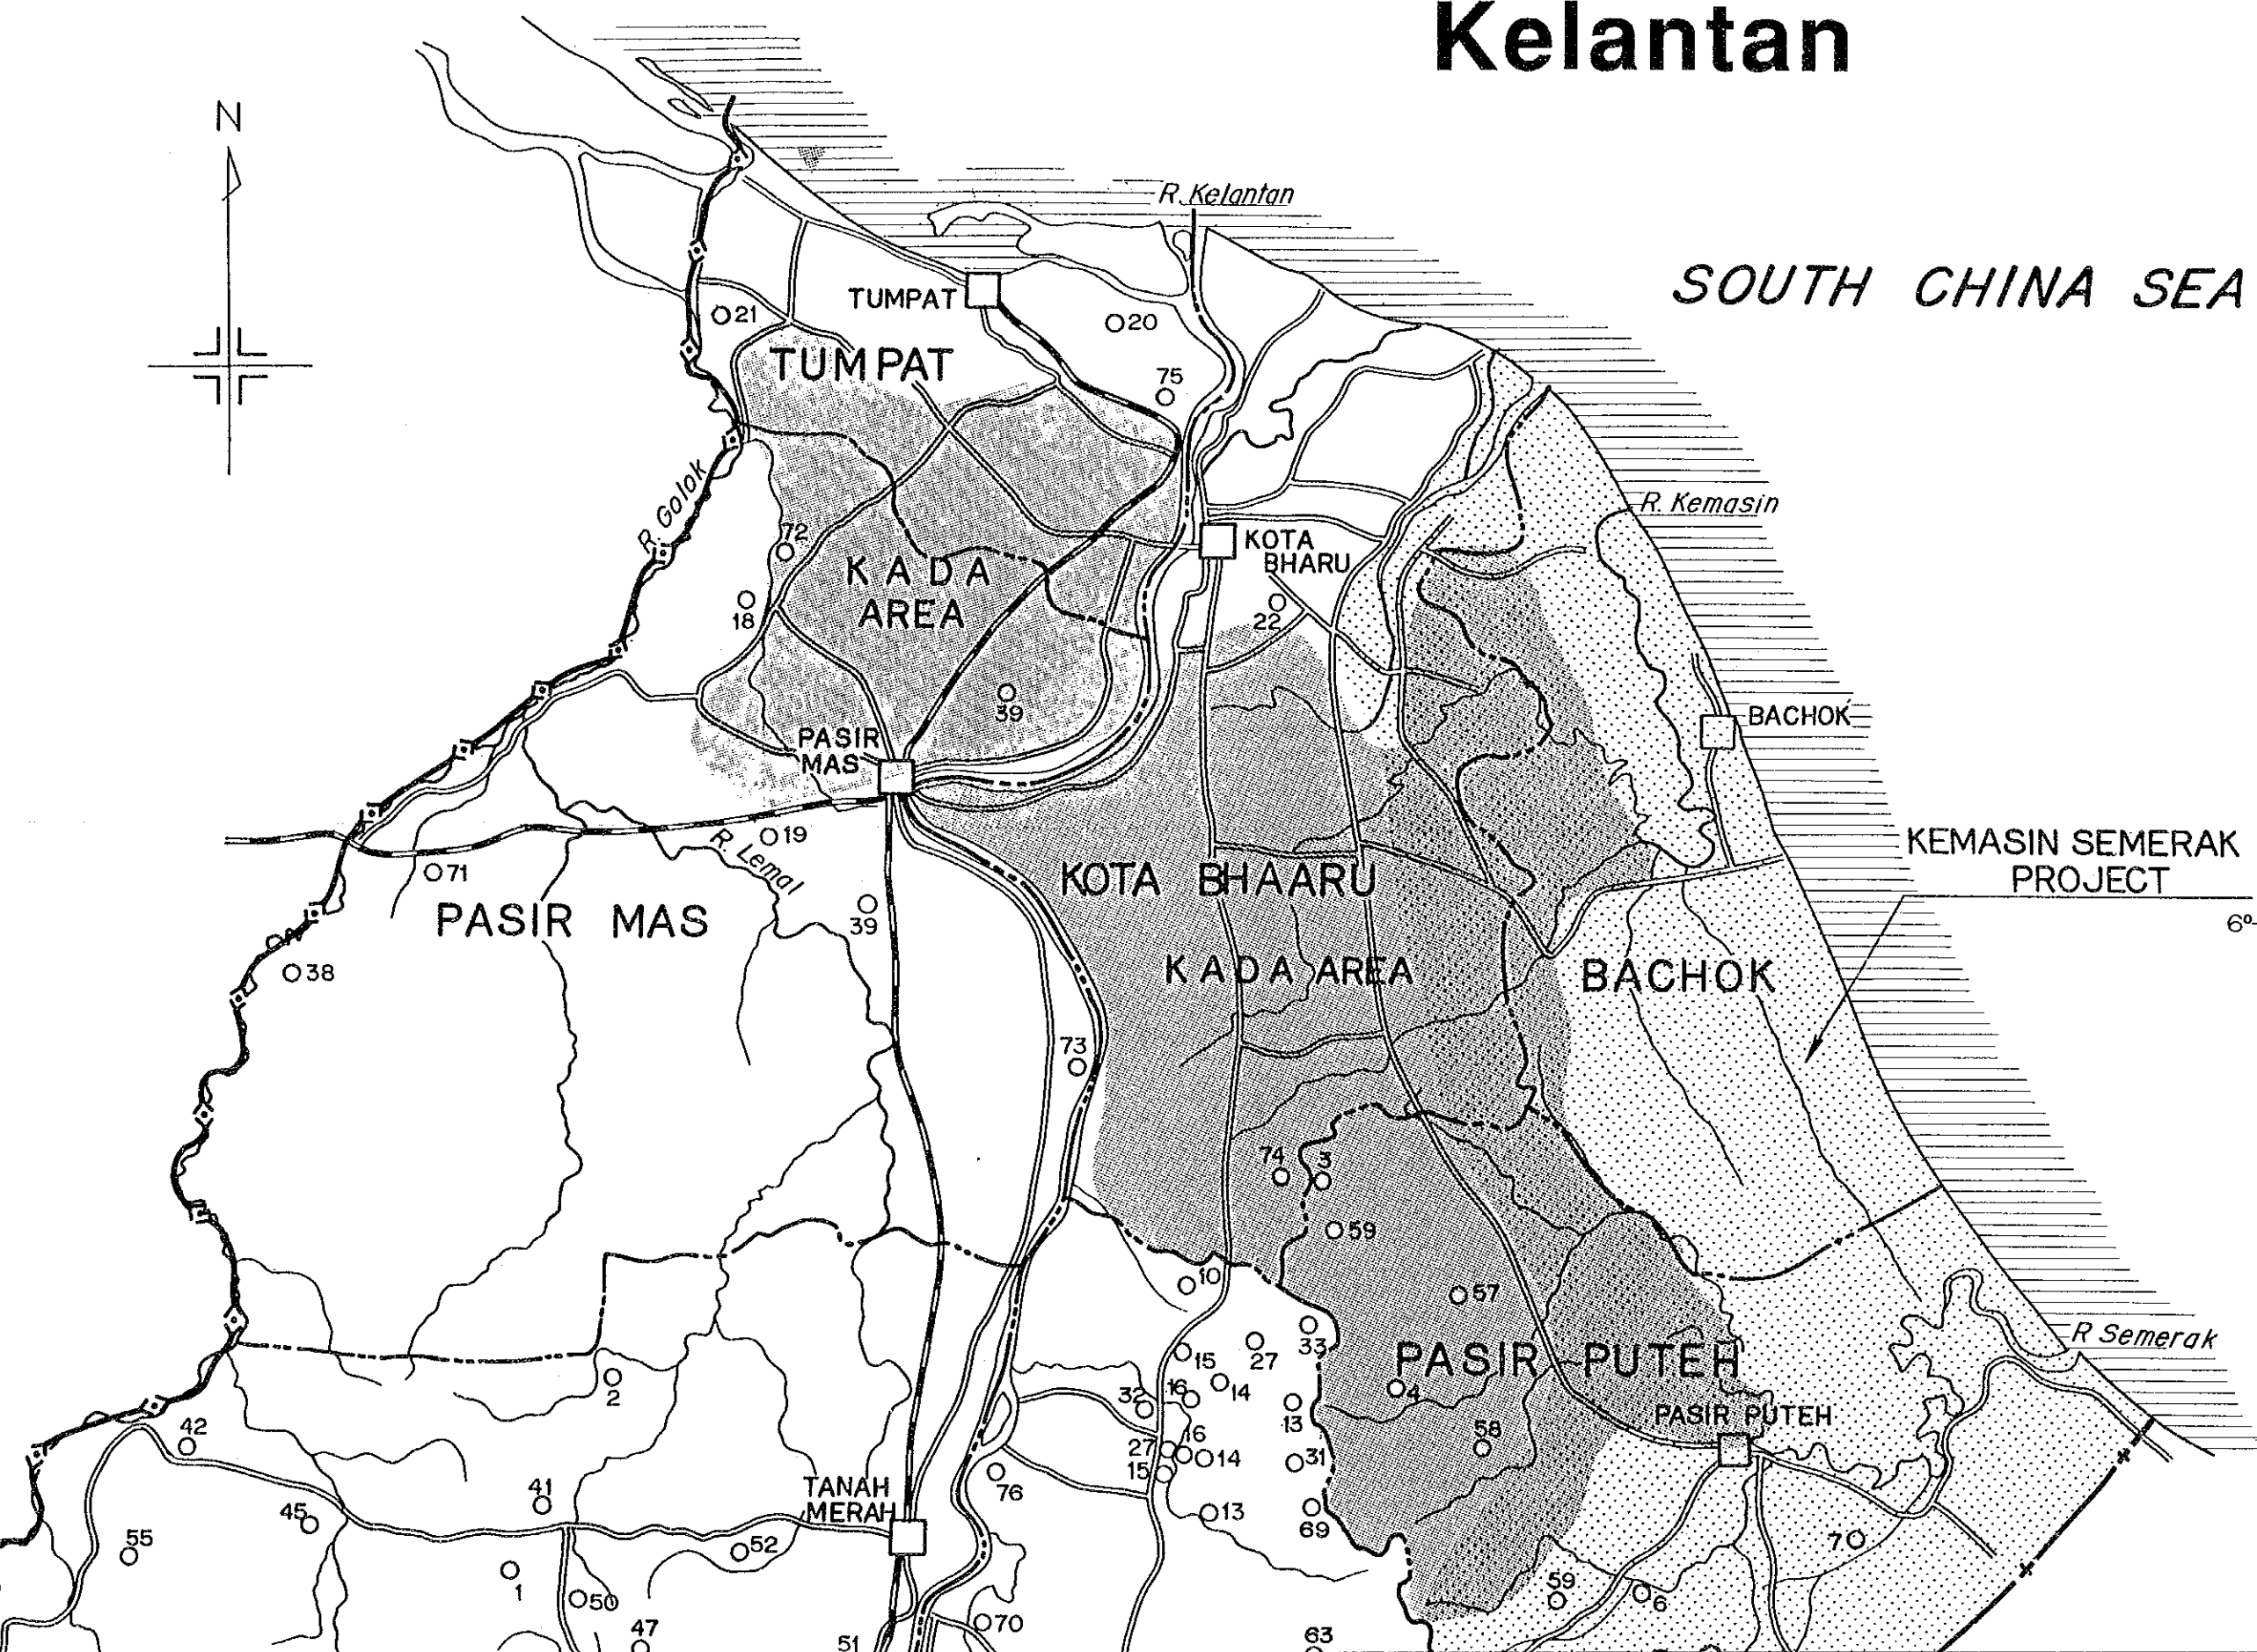 Kelantan
N
R. Kelantan
SOUTH CHINA SEA
TUMPAT
21
20
TUMPAT
75
R. Golok
R. Kemasin
72
KOTA
BHARU
KADA
AREA
18
22
39
BACHOK
PASIR
MAS
19
R. Lemal
KEMASIN SEMERAK
PROJECT
71
KOTA BHAARU
39
PASIR MAS
6º
38
KADA AREA
BACHOK
73
74
3
59
10
57
33
R Semerak
15
27
PASIR PUTEH
2
32
16
14
4
13
PASIR PUTEH
42
27
16
58
15
14
31
TANAH
MERAH
76
41
45
13
69
55
52
7
1
50
59
6
47
51
70
63